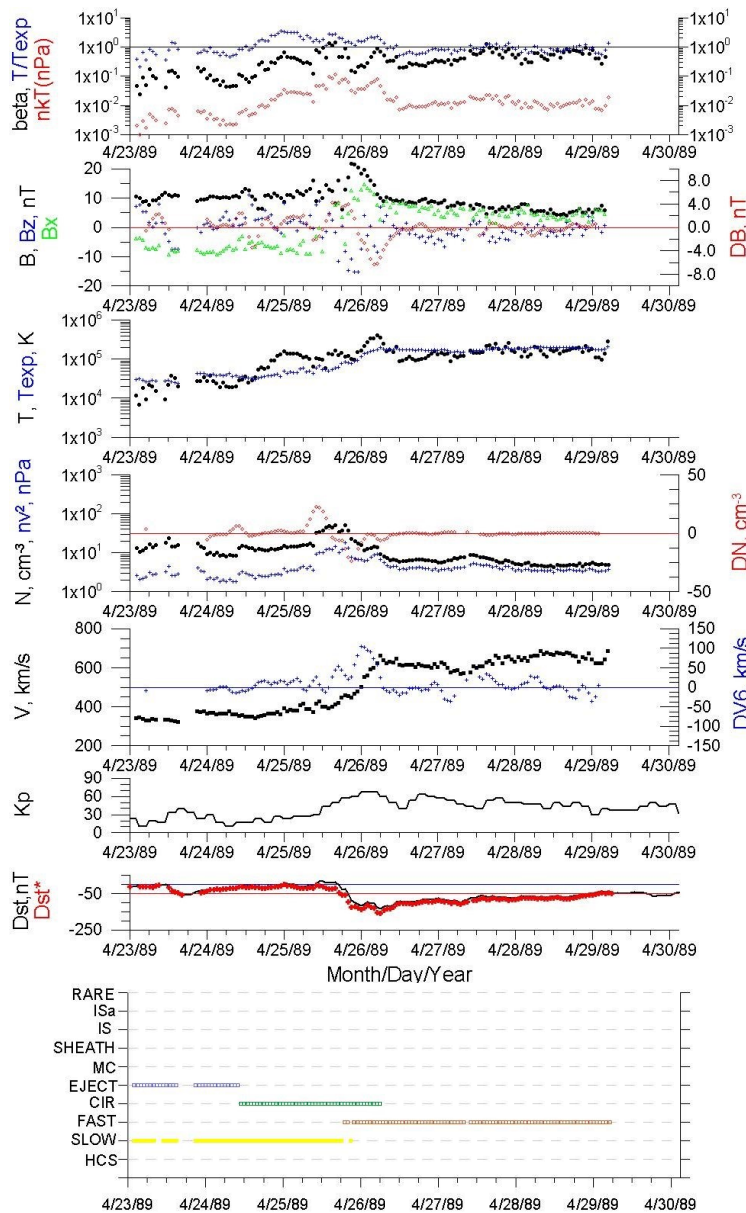 beta, T/Texp
nkT(nPa)
1x10¹ 1x10¹
1x10⁰ 1x10⁰
1x10⁻¹ 1x10⁻¹
1x10⁻² 1x10⁻²
1x10⁻³ 1x10⁻³
4/23/89 4/24/89 4/25/89 4/26/89 4/27/89 4/28/89 4/29/89 4/30/89
B, Bz, nT
Bx
DB, nT
20
10 8.0
4.0
0 0.0
-10 -4.0
-20 -8.0
4/23/89 4/24/89 4/25/89 4/26/89 4/27/89 4/28/89 4/29/89 4/30/89
T, Texp, K
1x10⁶
1x10⁵
1x10⁴
1x10³
4/23/89 4/24/89 4/25/89 4/26/89 4/27/89 4/28/89 4/29/89 4/30/89
N, cm⁻³, nv², nPa
DN, cm⁻³
1x10³ 50
1x10²
1x10¹ 0
1x10⁰ -50
4/23/89 4/24/89 4/25/89 4/26/89 4/27/89 4/28/89 4/29/89 4/30/89
V, km/s
DV6, km/s
800 150
100
600 50
0
400 -50
-100
200 -150
4/23/89 4/24/89 4/25/89 4/26/89 4/27/89 4/28/89 4/29/89 4/30/89
Kp
90
60
30
0
4/23/89 4/24/89 4/25/89 4/26/89 4/27/89 4/28/89 4/29/89 4/30/89
Dst,nT
Dst*
-50
-250
4/23/89 4/24/89 4/25/89 4/26/89 4/27/89 4/28/89 4/29/89 4/30/89
Month/Day/Year
RARE
ISa
IS
SHEATH
MC
EJECT
CIR
FAST
SLOW
HCS
4/23/89 4/24/89 4/25/89 4/26/89 4/27/89 4/28/89 4/29/89 4/30/89